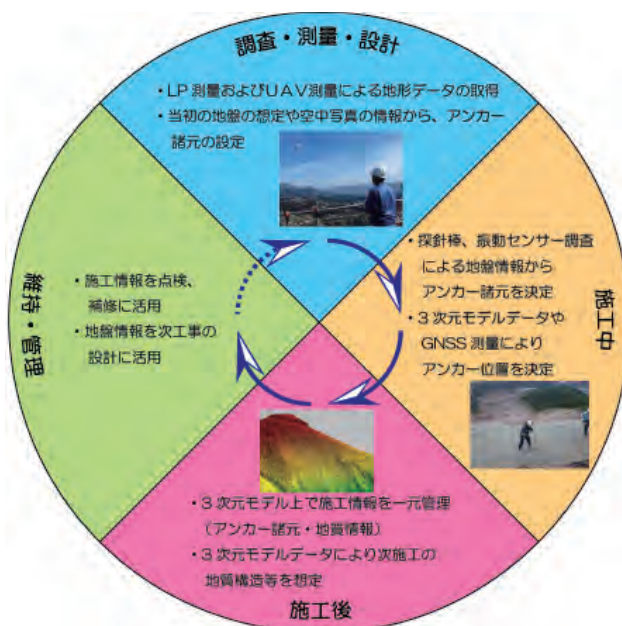 調査・測量・設計
・LP測量およびUAV測量による地形データの取得
・当初の地盤の想定や空中写真の情報から、アンカー
諸元の設定
・探針棒、振動センサー調査
による地盤情報から
アンカー諸元を決定
・3次元モデルデータや
GNSS測量により
アンカー位置を決定
施工中
・3次元モデル上で施工情報を一元管理
(アンカー諸元・地質情報)
・3次元モデルデータにより次施工の
地質構造等を想定
施工後
・施工情報を点検、
補修に活用
・地盤情報を次工事の
設計に活用
維持・管理